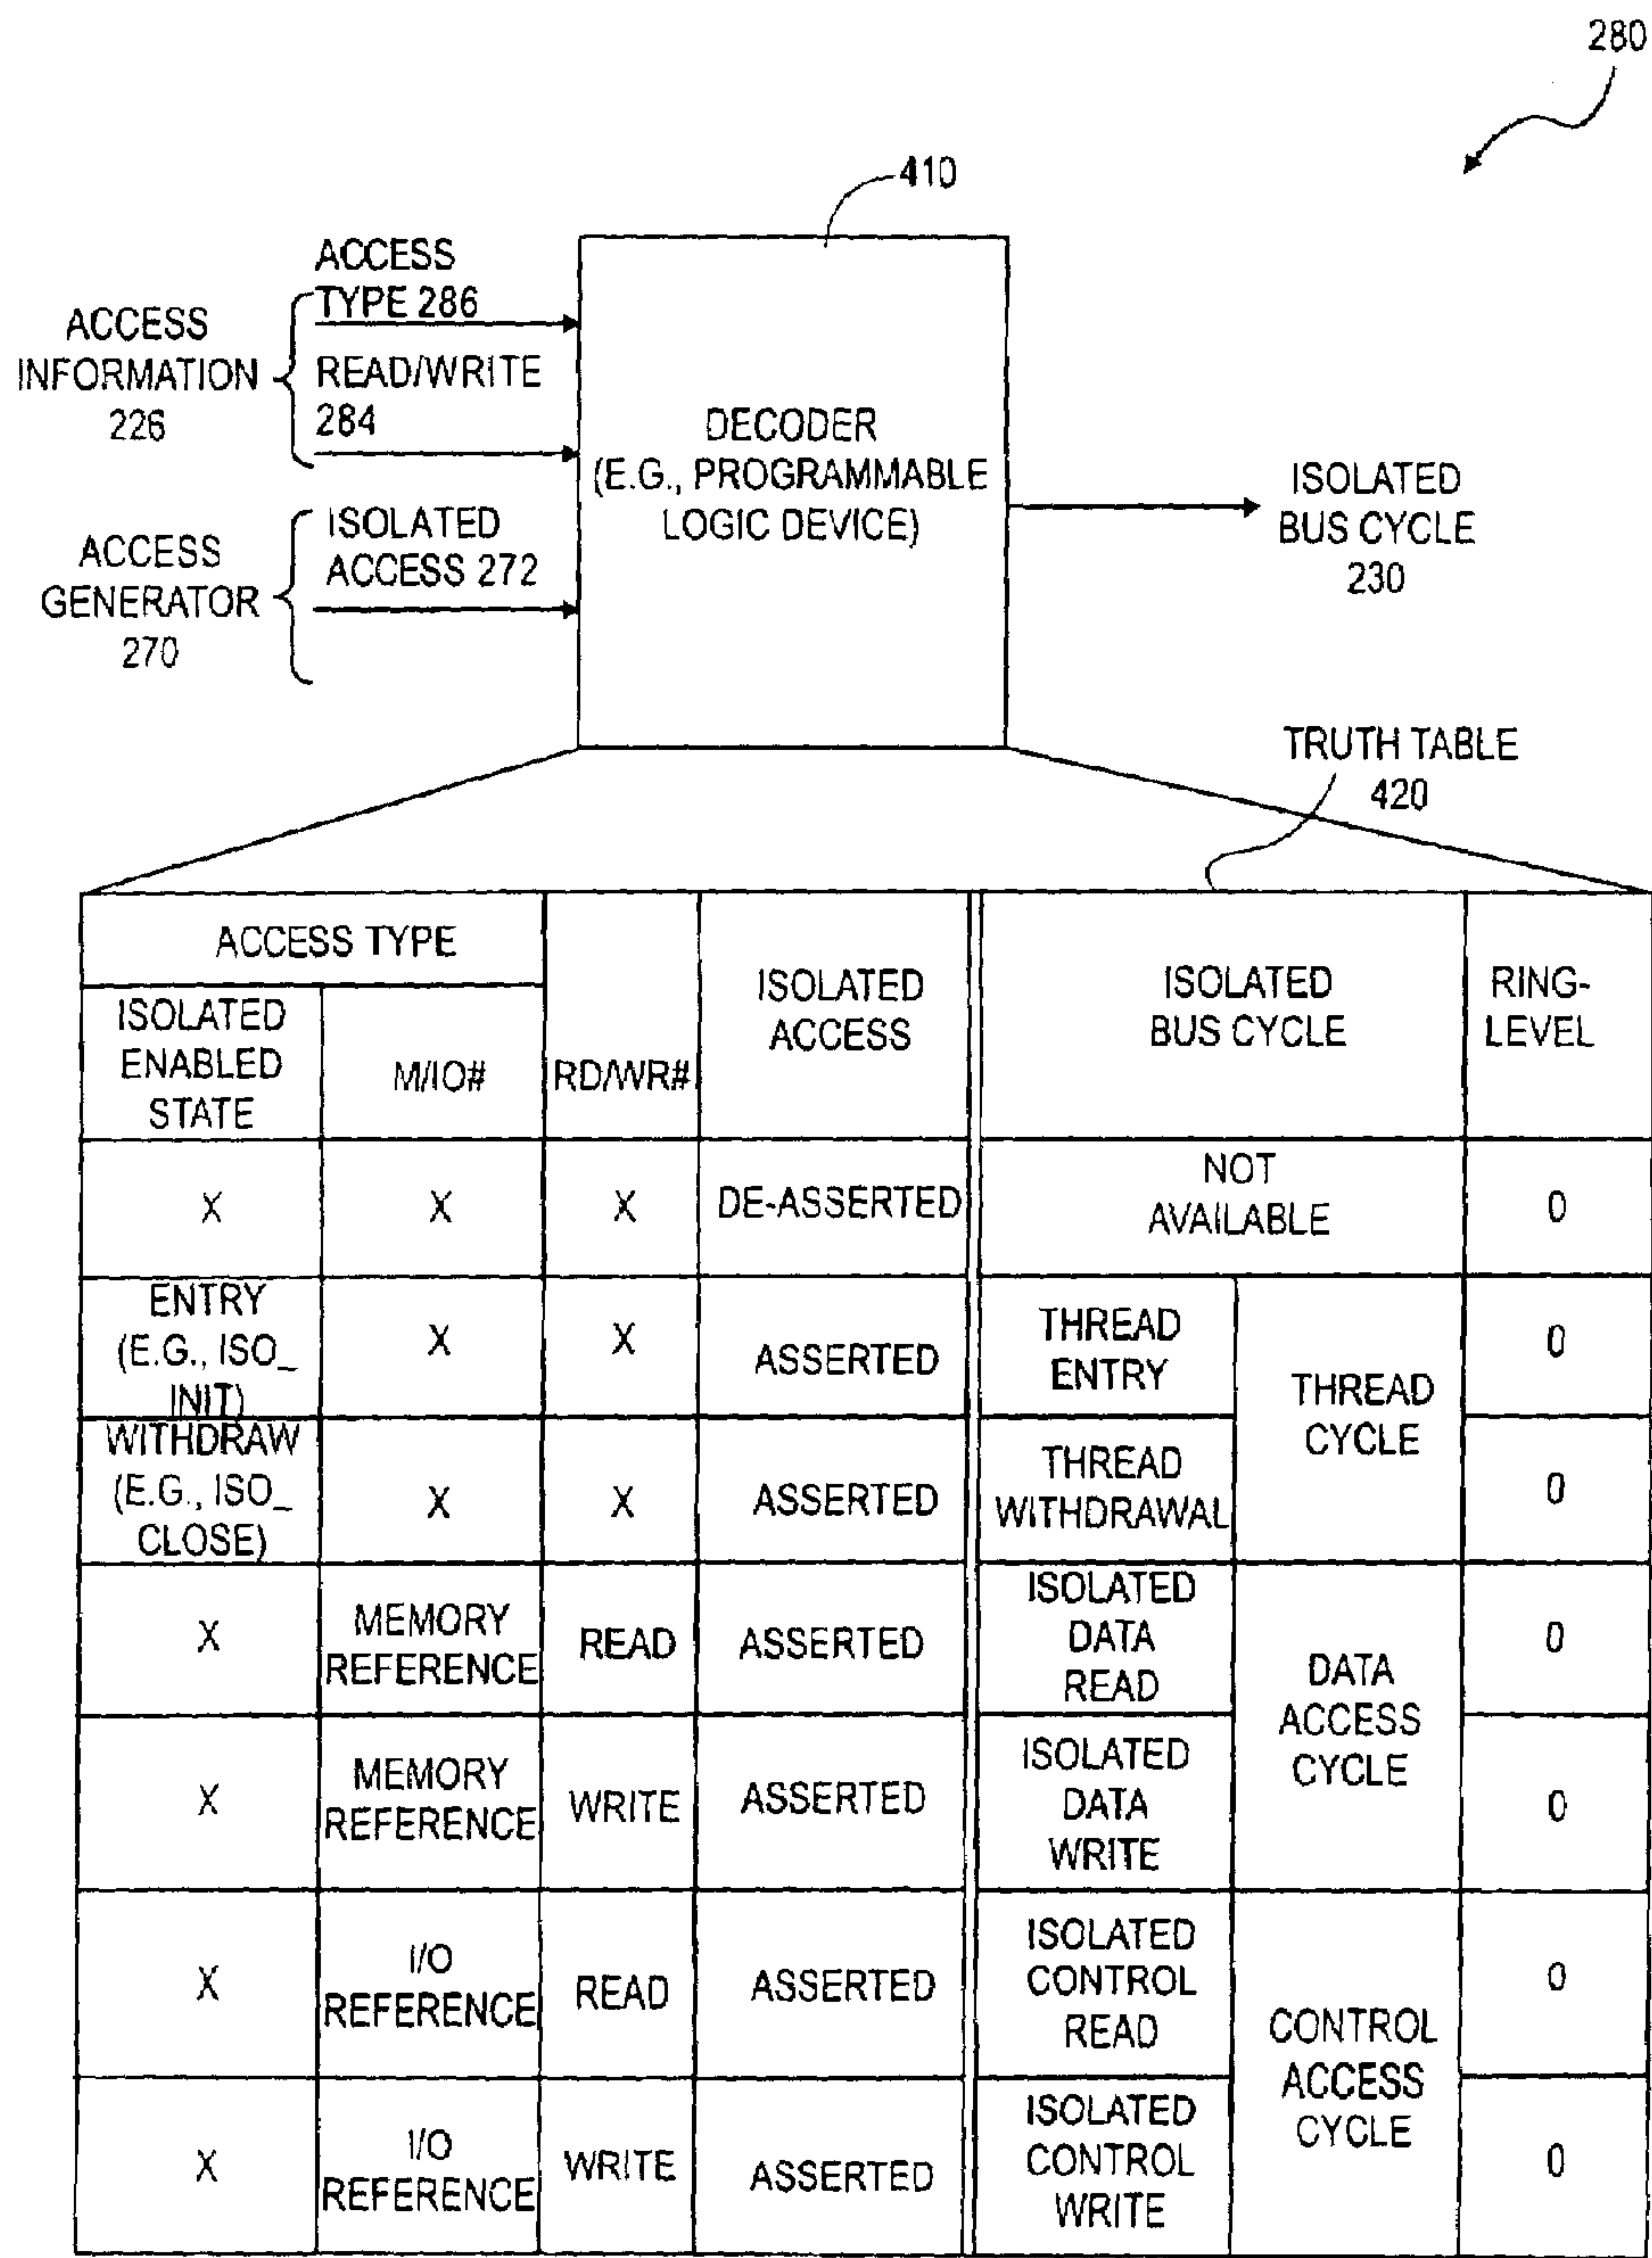 280
410
ACCESS
TYPE 286
ACCESS
INFORMATION
226
READ/WRITE
284
ACCESS
GENERATOR
270
ISOLATED
ACCESS 272
DECODER
(E.G., PROGRAMMABLE
LOGIC DEVICE)
ISOLATED
BUS CYCLE
230
TRUTH TABLE
420
ACCESS TYPE
ISOLATED
ENABLED
STATE
M/IO#
RD/WR#
ISOLATED
ACCESS
ISOLATED
BUS CYCLE
RING-
LEVEL
X
X
X
DE-ASSERTED
NOT
AVAILABLE
0
ENTRY
(E.G., ISO_
INIT)
X
X
ASSERTED
THREAD
ENTRY
THREAD
CYCLE
0
WITHDRAW
(E.G., ISO_
CLOSE)
X
X
ASSERTED
THREAD
WITHDRAWAL
0
X
MEMORY
REFERENCE
READ
ASSERTED
ISOLATED
DATA
READ
DATA
ACCESS
CYCLE
0
X
MEMORY
REFERENCE
WRITE
ASSERTED
ISOLATED
DATA
WRITE
0
X
I/O
REFERENCE
READ
ASSERTED
ISOLATED
CONTROL
READ
CONTROL
ACCESS
CYCLE
0
X
I/O
REFERENCE
WRITE
ASSERTED
ISOLATED
CONTROL
WRITE
0